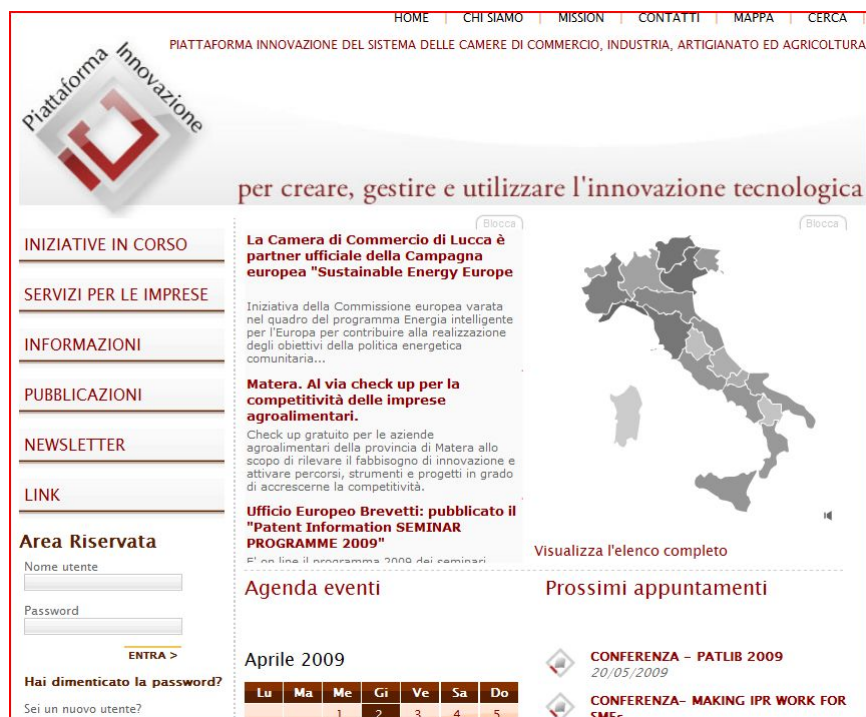 HOME | CHI SIAMO | MISSION | CONTATTI | MAPPA | CERCA |
PIATTAFORMA INNOVAZIONE DEL SISTEMA DELLE CAMERE DI COMMERCIO, INDUSTRIA, ARTIGIANATO ED AGRICOLTURA
Piattaforma Innovazione
per creare, gestire e utilizzare l'innovazione tecnologica
INIZIATIVE IN CORSO
SERVIZI PER LE IMPRESE
INFORMAZIONI
PUBBLICAZIONI
NEWSLETTER
LINK
Area Riservata
Nome utente
Password
ENTRA >
Hai dimenticato la password?
Sei un nuovo utente?
Blocca
La Camera di Commercio di Lucca è
partner ufficiale della Campagna
europea "Sustainable Energy Europe
Iniziativa della Commissione europea varata
nel quadro del programma Energia intelligente
per l'Europa per contribuire alla realizzazione
degli obiettivi della politica energetica
comunitaria...
Matera. Al via check up per la
competitività delle imprese
agroalimentari.
Check up gratuito per le aziende
agroalimentari della provincia di Matera allo
scopo di rilevare il fabbisogno di innovazione e
attivare percorsi, strumenti e progetti in grado
di accrescerne la competitività.
Ufficio Europeo Brevetti: pubblicato il
"Patent Information SEMINAR
PROGRAMME 2009"
E' on line il programma 2009 dei seminari
Blocca
Visualizza l'elenco completo
Agenda eventi
Aprile 2009
Lu Ma Me Gi Ve Sa Do
1 2 3 4 5
Prossimi appuntamenti
CONFERENZA - PATLIB 2009
20/05/2009
CONFERENZA- MAKING IPR WORK FOR
SMEs